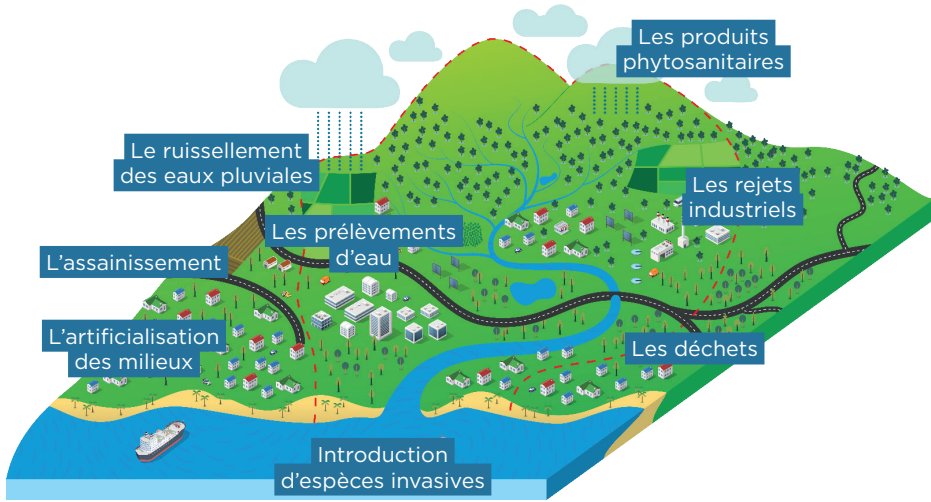 Les produits
phytosanitaires
Le ruissellement
des eaux pluviales
Les rejets
industriels
Les prélèvements
d'eau
L'assainissement
L'artificialisation
des milieux
Les déchets
Introduction
d'espèces invasives